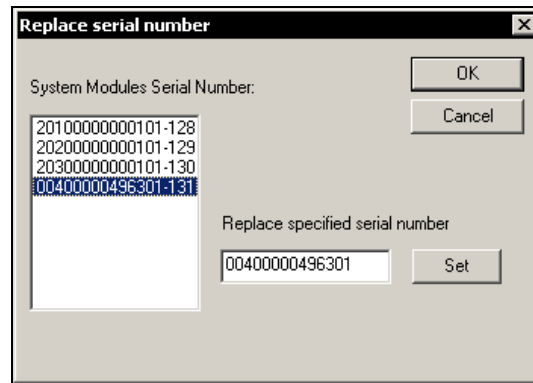 Replace serial number
OK
System Modules Serial Number:
Cancel
20100000000101-128
20200000000101-129
20300000000101-130
00400000496301-131
Replace specified serial number
00400000496301
Set